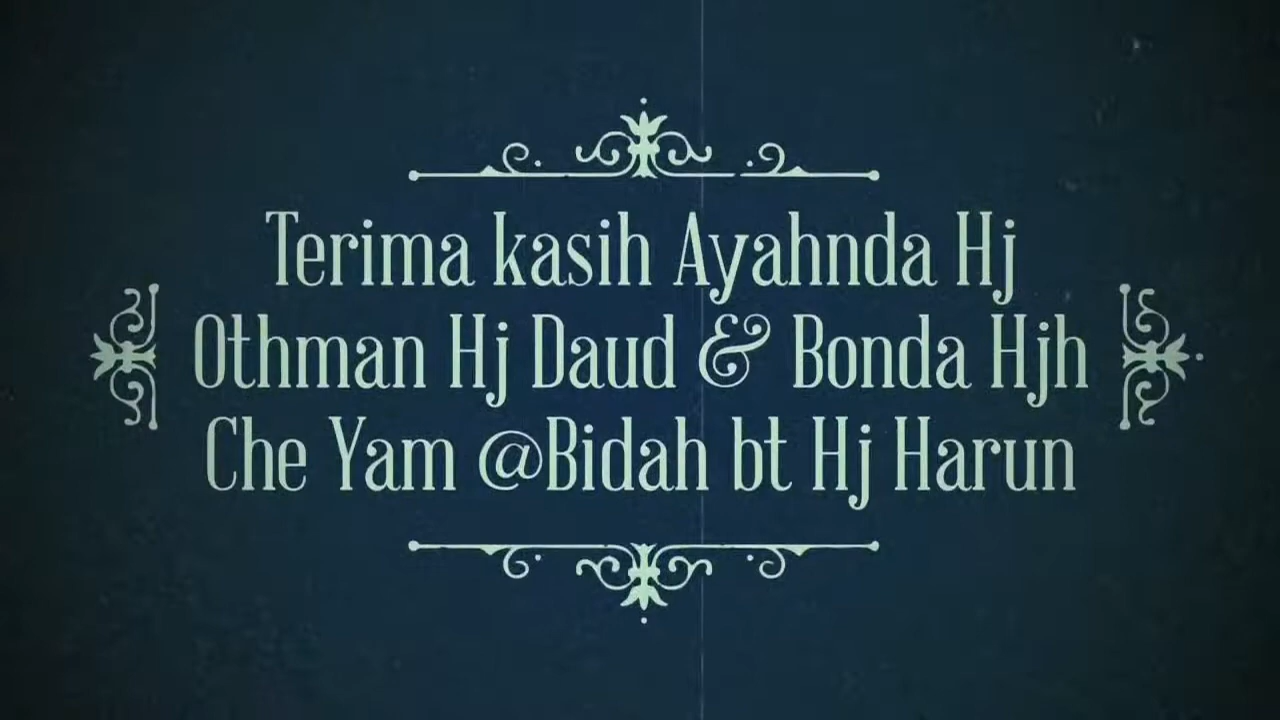 Terima kasih Ayahnda Hj
Othman Hj Daud & Bonda Hjh
Che Yam @Bidah bt Hj Harun